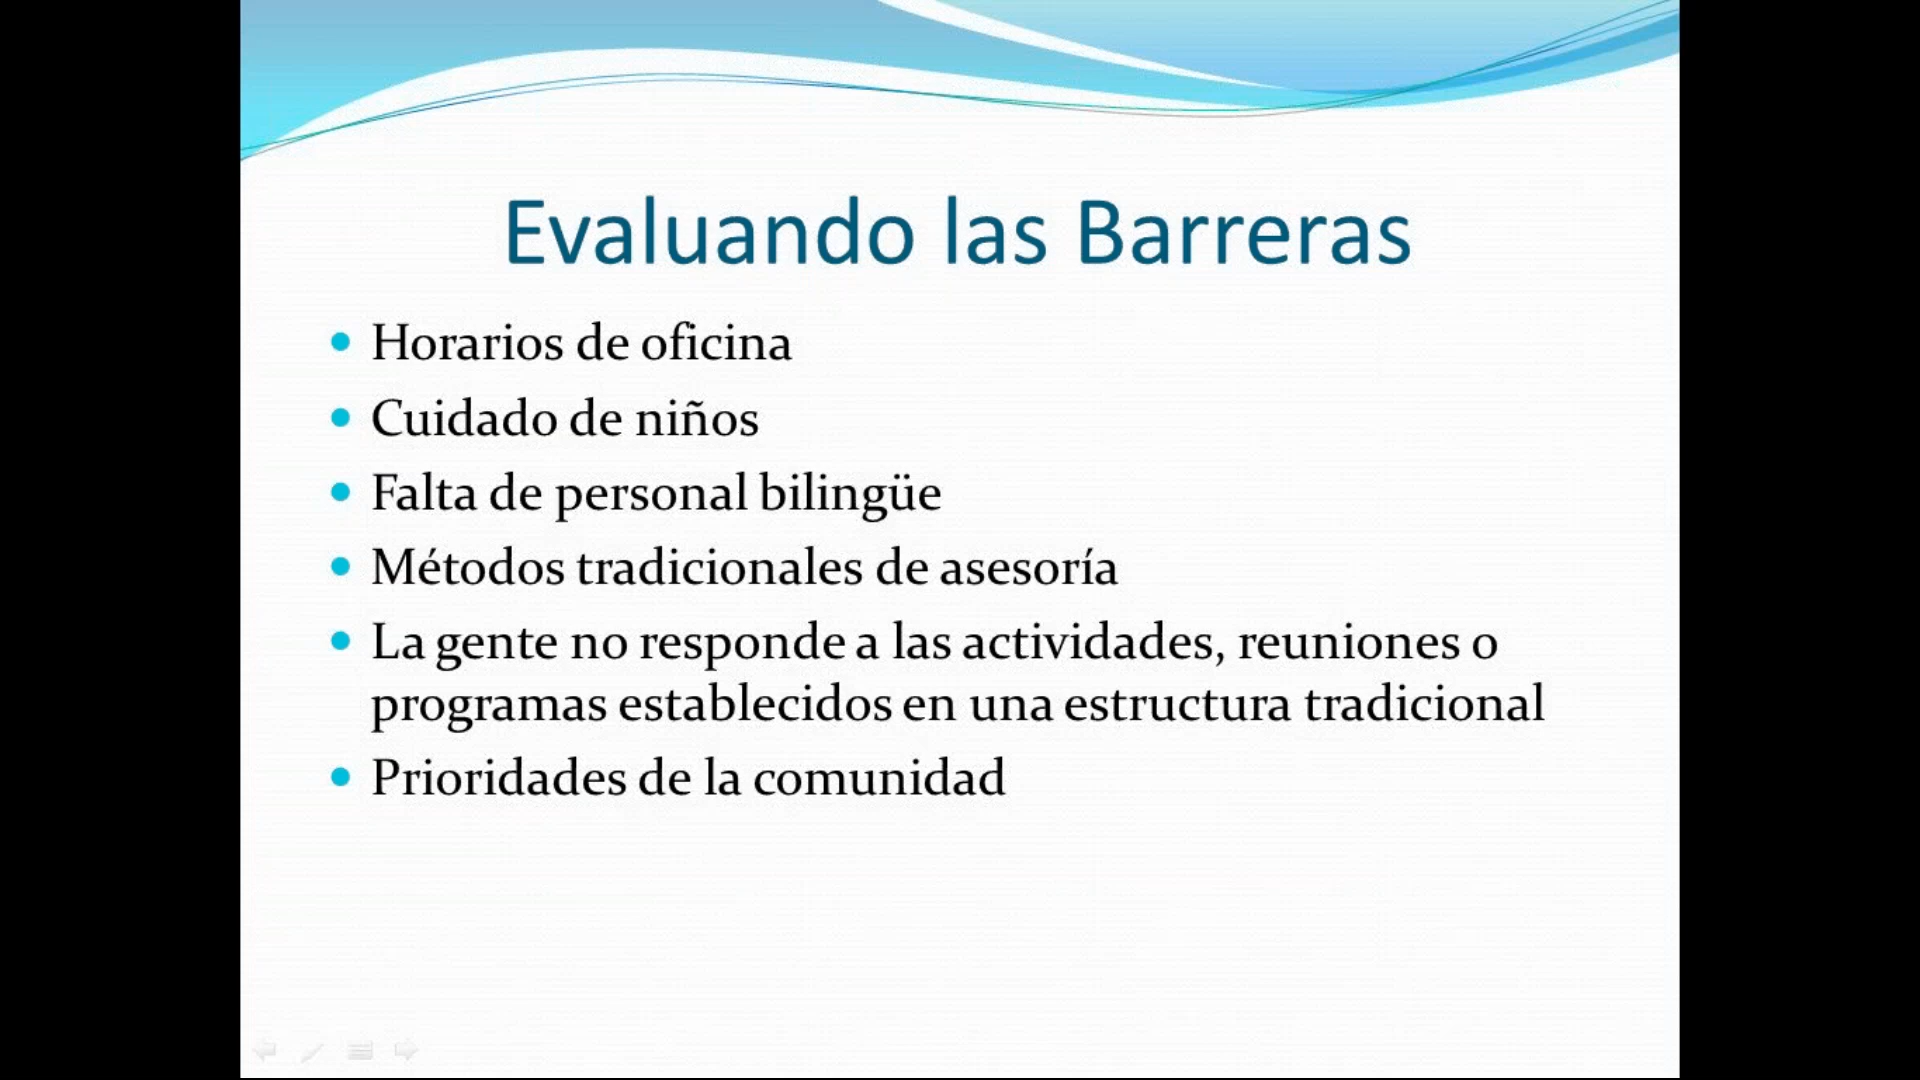 Evaluando las Barreras
Horarios de oficina
Cuidado de niños
Falta de personal bilingüe
Métodos tradicionales de asesoría
La gente no responde a las actividades, reuniones o
programas establecidos en una estructura tradicional
Prioridades de la comunidad